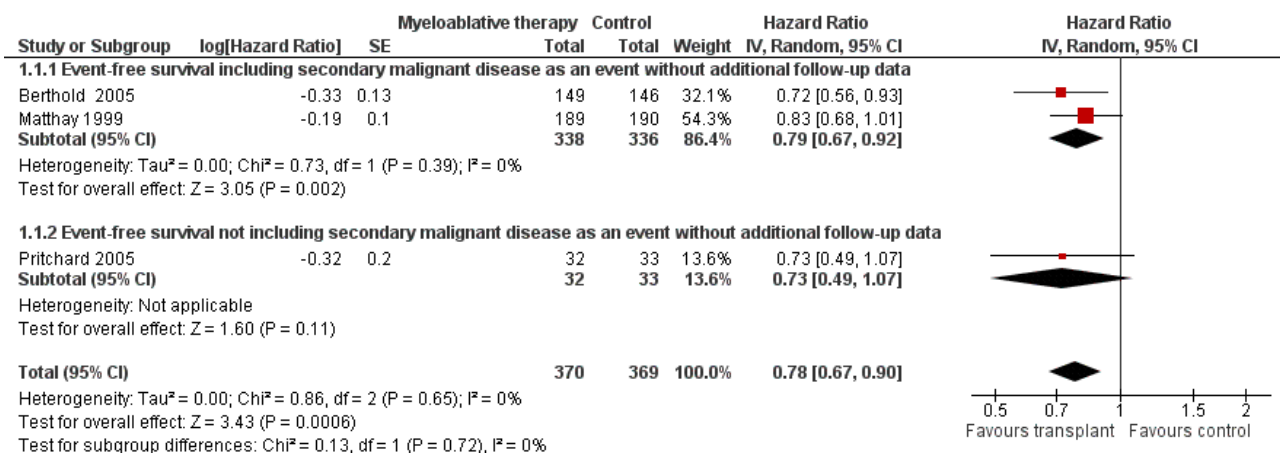 Myeloablative therapy Control Hazard Ratio Hazard Ratio
Study or Subgroup log[Hazard Ratio] SE Total Total Weight IV, Random, 95% CI IV, Random, 95% CI
1.1.1 Event-free survival including secondary malignant disease as an event without additional follow-up data
Berthold 2005 -0.33 0.13 149 146 32.1% 0.72 [0.56, 0.93]
Matthay 1999 -0.19 0.1 189 190 54.3% 0.83 [0.68, 1.01]
Subtotal (95% CI) 338 336 86.4% 0.79 [0.67, 0.92]
Heterogeneity: Tau² = 0.00; Chi² = 0.73, df = 1 (P = 0.39); I² = 0%
Test for overall effect: Z = 3.05 (P = 0.002)
1.1.2 Event-free survival not including secondary malignant disease as an event without additional follow-up data
Pritchard 2005 -0.32 0.2 32 33 13.6% 0.73 [0.49, 1.07]
Subtotal (95% CI) 32 33 13.6% 0.73 [0.49, 1.07]
Heterogeneity: Not applicable
Test for overall effect: Z = 1.60 (P = 0.11)
Total (95% CI) 370 369 100.0% 0.78 [0.67, 0.90]
Heterogeneity: Tau² = 0.00; Chi² = 0.86, df = 2 (P = 0.65); I² = 0%
Test for overall effect: Z = 3.43 (P = 0.0006)
Test for subgroup differences: Chi² = 0.13, df = 1 (P = 0.72), I² = 0%
0.5 0.7 1 1.5 2
Favours transplant Favours control